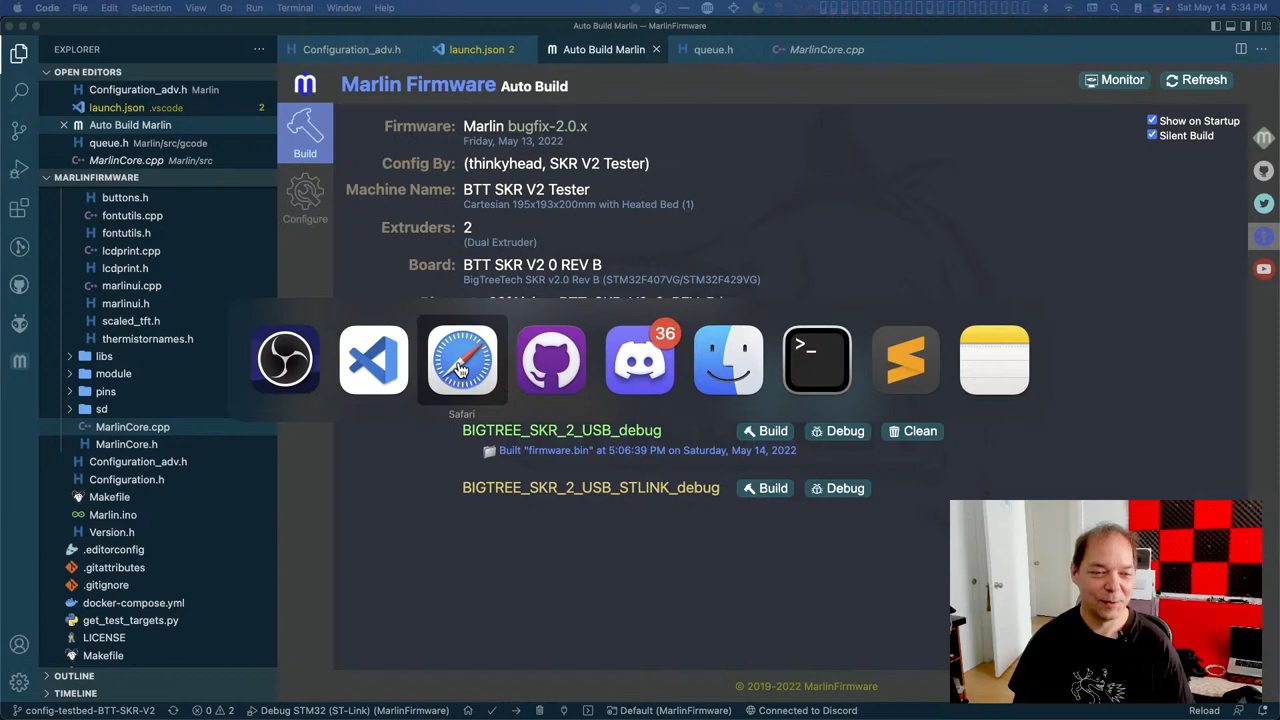 Code File Edit Selection View Go Run Terminal Window Help Sat May 14 5:34 PM
Auto Build Marlin — MarlinFirmware
EXPLORER
Configuration_adv.h launch.json 2 Auto Build Marlin queue.h MarlinCore.cpp
OPEN EDITORS
Configuration_adv.h Marlin
launch.json .vscode 2
Auto Build Marlin
queue.h Marlin/src/gcode
MarlinCore.cpp Marlin/src
MARLINFIRMWARE
buttons.h
fontutils.cpp
fontutils.h
lcdprint.cpp
lcdprint.h
marlinui.cpp
marlinui.h
scaled_tft.h
thermistornames.h
libs
module
pins
sd
MarlinCore.cpp
MarlinCore.h
Configuration_adv.h
Configuration.h
Makefile
Marlin.ino
Version.h
.editorconfig
.gitattributes
.gitignore
docker-compose.yml
get_test_targets.py
LICENSE
Makefile
OUTLINE
TIMELINE
Marlin Firmware Auto Build
Monitor Refresh
Show on Startup
Silent Build
Build
Configure
Firmware: Marlin bugfix-2.0.x
Friday, May 13, 2022
Config By: (thinkyhead, SKR V2 Tester)
Machine Name: BTT SKR V2 Tester
Cartesian 195x193x200mm with Heated Bed (1)
Extruders: 2
(Dual Extruder)
Board: BTT SKR V2 0 REV B
BigTreeTech SKR v2.0 Rev B (STM32F407VG/STM32F429VG)
36
Safari
BIGTREE_SKR_2_USB_debug Build Debug Clean
Built "firmware.bin" at 5:06:39 PM on Saturday, May 14, 2022
BIGTREE_SKR_2_USB_STLINK_debug Build Debug
© 2019-2022 MarlinFirmware
config-testbed-BTT-SKR-V2 0 2 Debug STM32 (ST-Link) (MarlinFirmware) Default (MarlinFirmware) Connected to Discord Reload